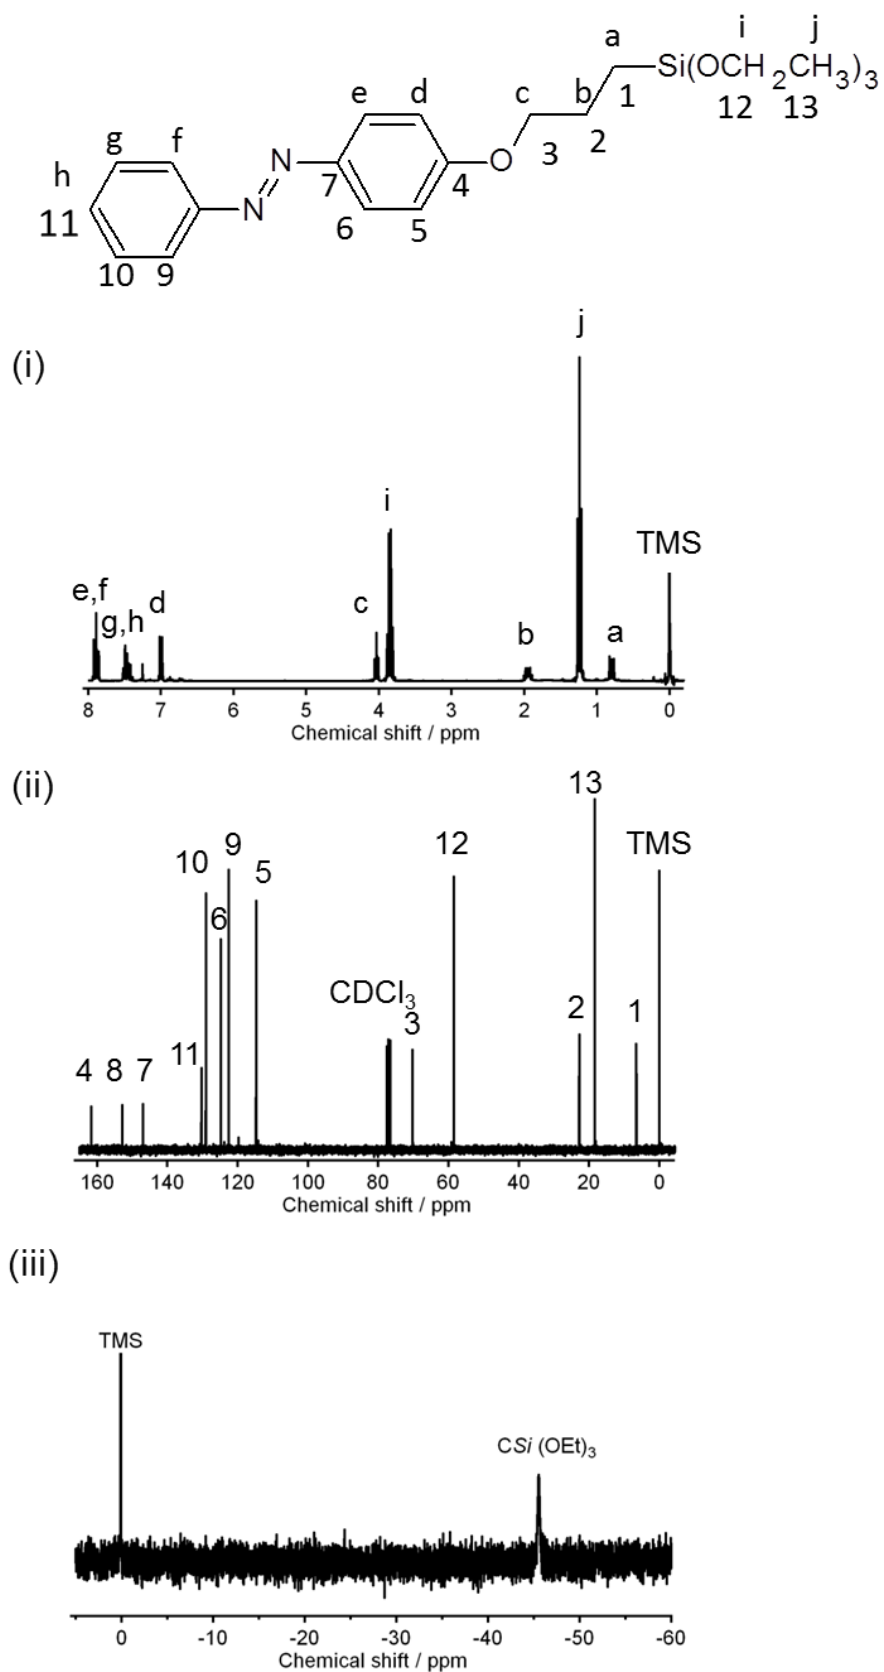 i j
a
Si(OCH2CH3)3
c b 1 12 13
e d
3 2
g f
h N 7 4 O
11 N 6 5
10 9
(i)
j
i
TMS
e,f g,h d c b a
8 7 6 5 4 3 2 1 0
Chemical shift / ppm
(ii)
13
10 9 5 12 TMS
6
CDCl3
4 8 7 11 3 2 1
160 140 120 100 80 60 40 20 0
Chemical shift / ppm
(iii)
TMS
CSi (OEt)3
0 -10 -20 -30 -40 -50 -60
Chemical shift / ppm